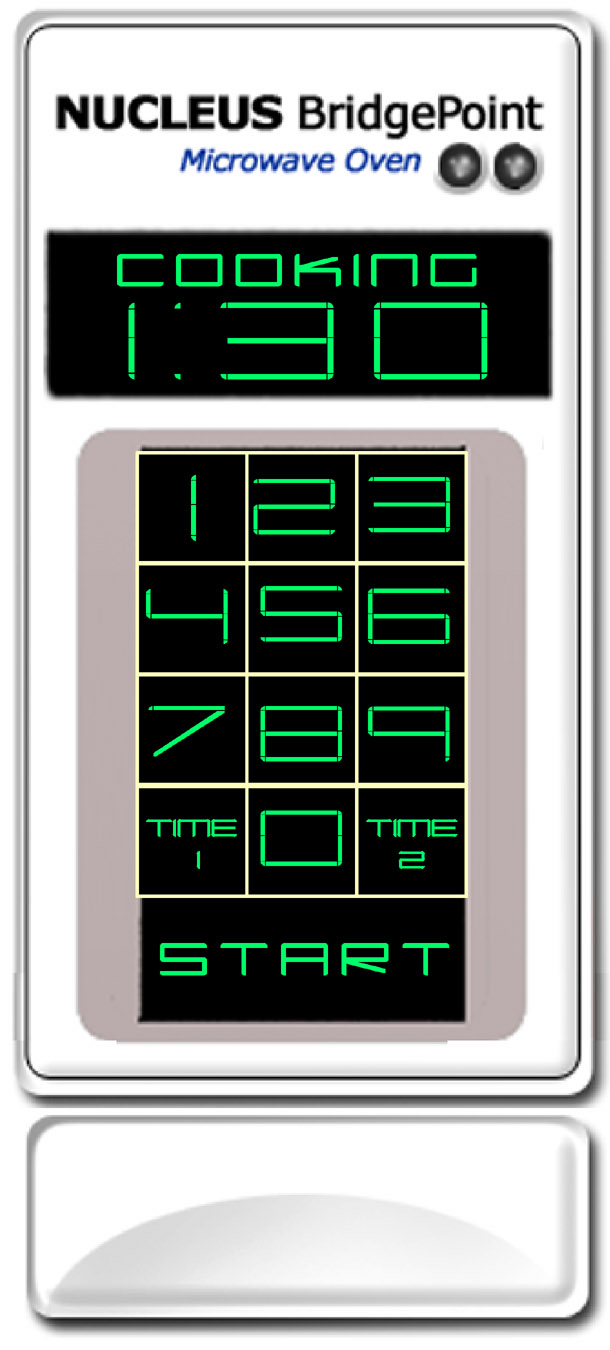 NUCLEUS BridgePoint
Microwave Oven
COOKING
1:30
1 2 3
4 5 6
7 8 9
TIME 1 0 TIME 2
START